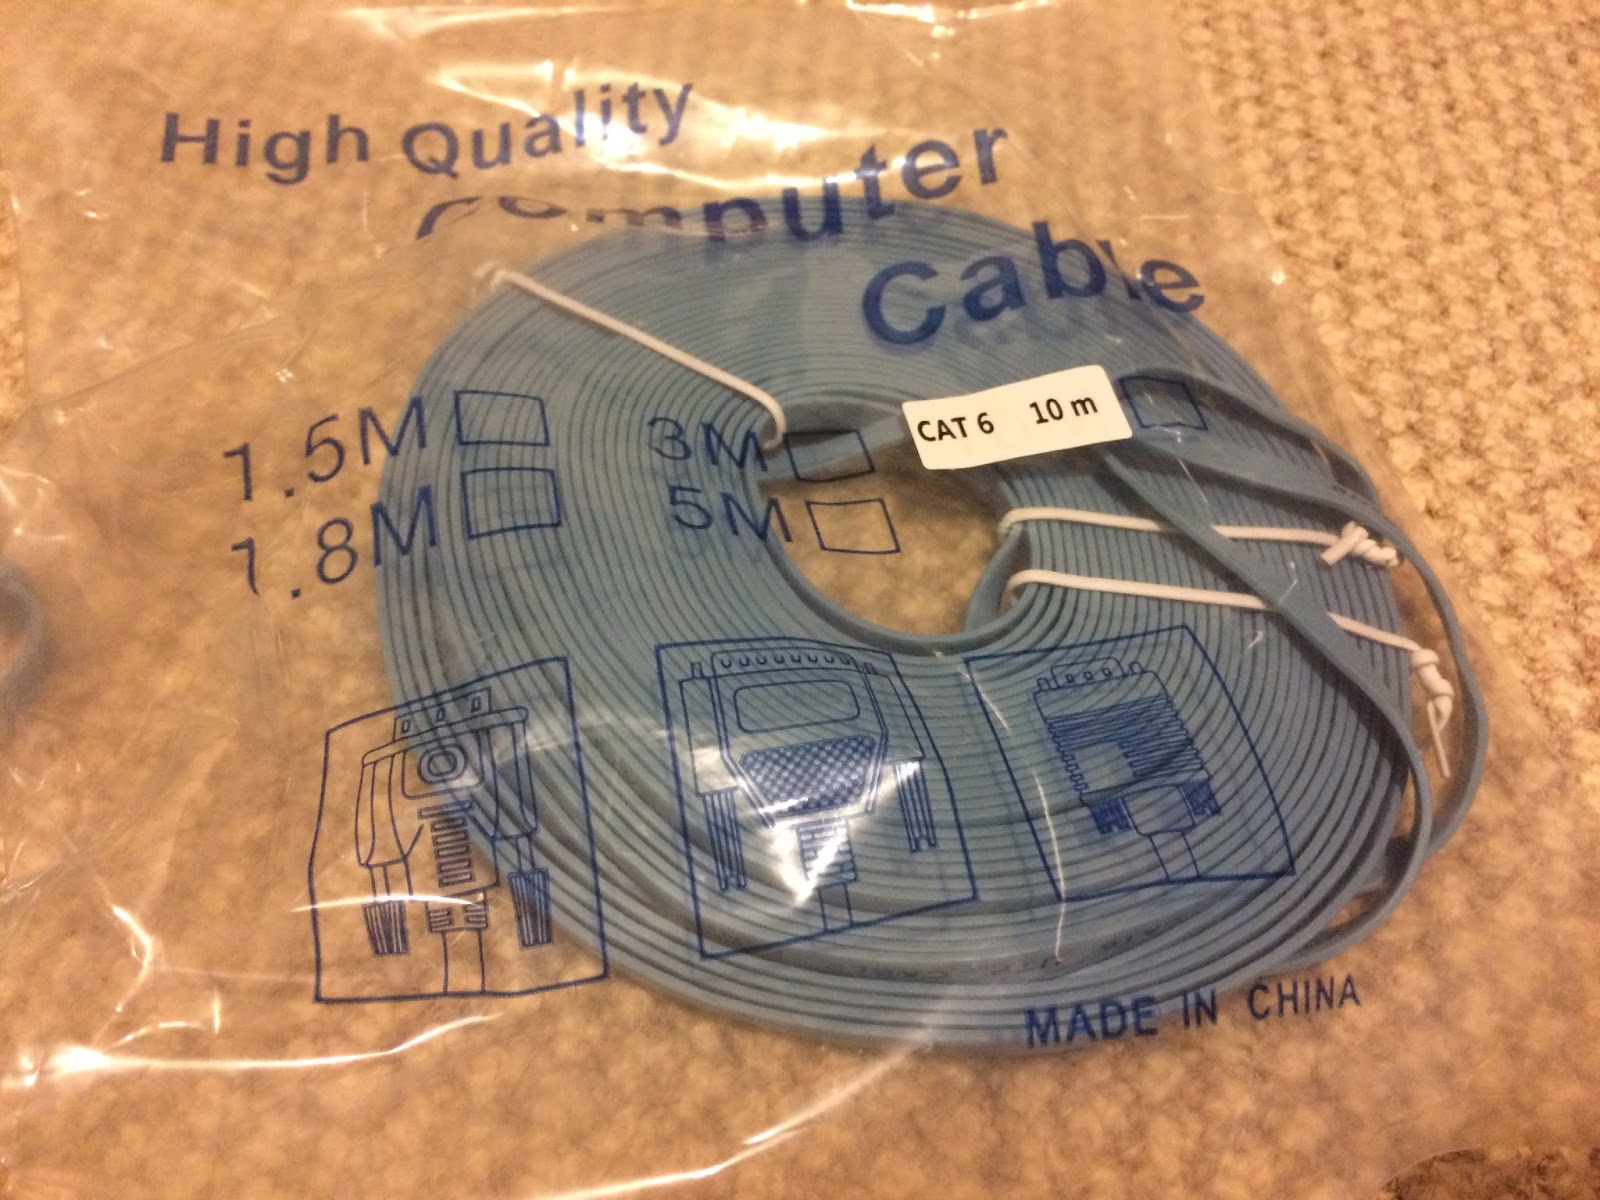 High Quality
Computer
Cable
CAT 6 10 m
1.5M 3M
1.8M 5M
MADE IN CHINA